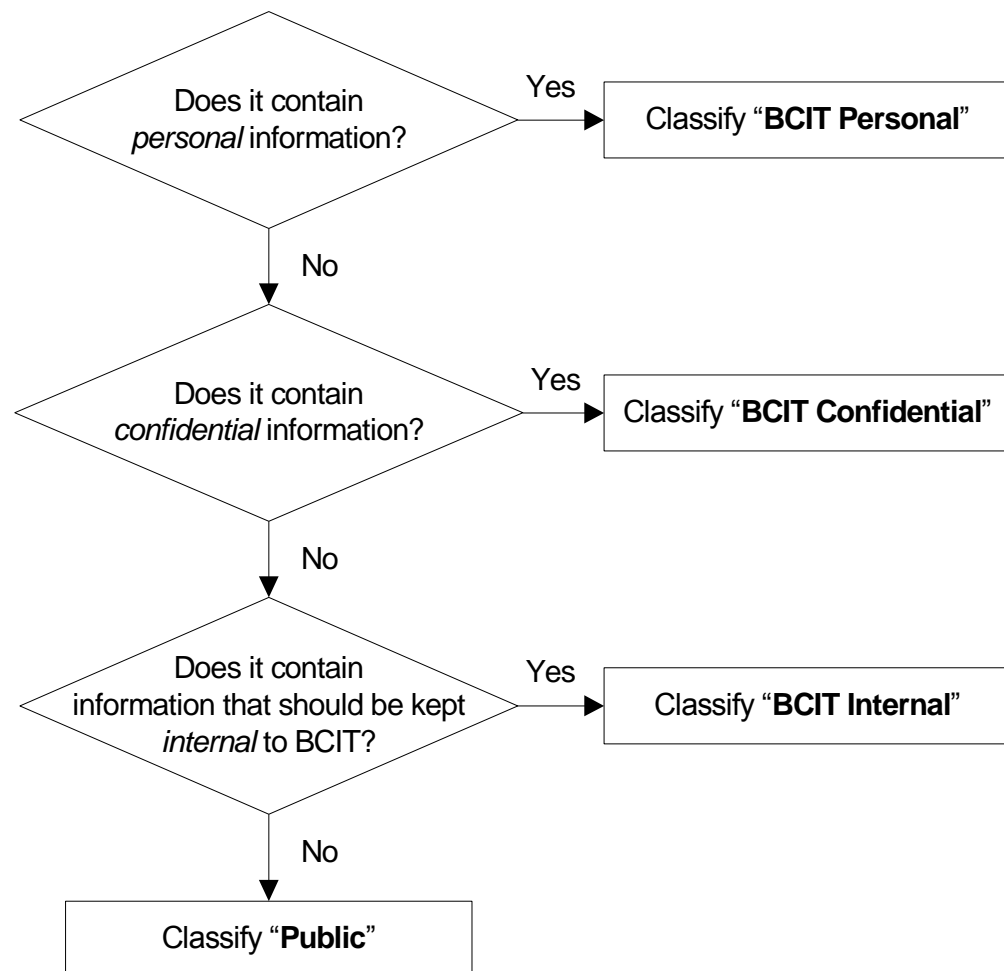 Does it contain
personal information?
Yes
Classify “BCIT Personal”
No
Does it contain
confidential information?
Yes
Classify “BCIT Confidential”
No
Does it contain
information that should be kept
internal to BCIT?
Yes
Classify “BCIT Internal”
No
Classify “Public”